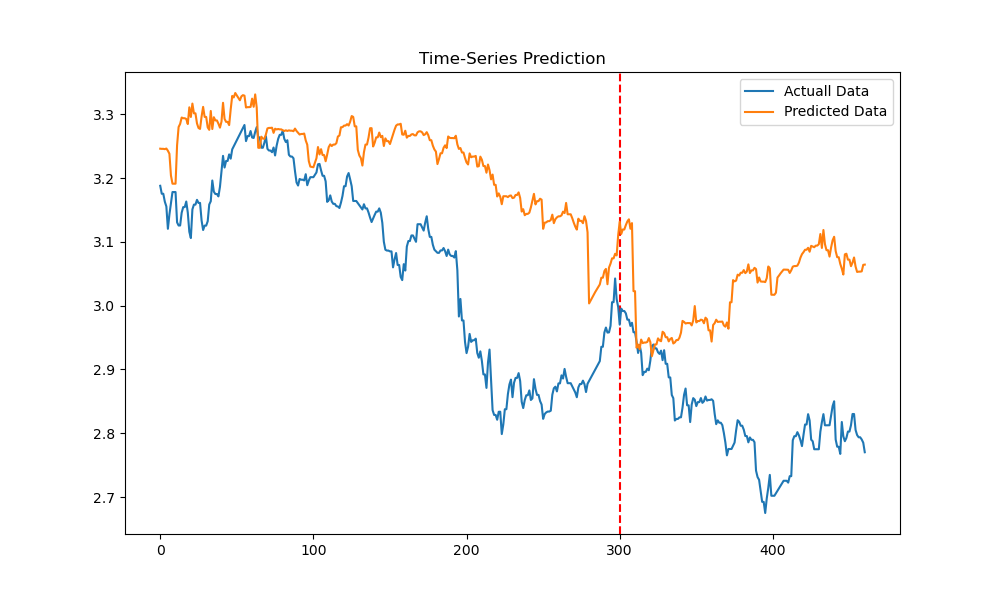 Time-Series Prediction
Actuall Data
Predicted Data
3.3
3.2
3.1
3.0
2.9
2.8
2.7
0 100 200 300 400